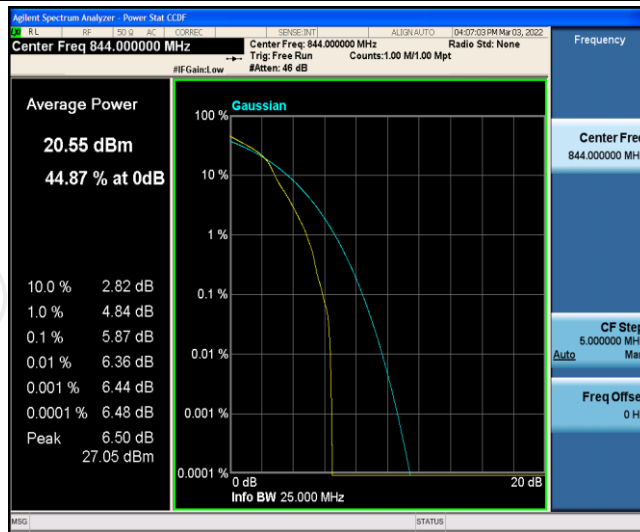 Agilent Spectrum Analyzer - Power Stat CCDF
RL RF 50 Ω AC CORREC SENSE:INT ALIGN AUTO 04:07:03 PM Mar 03, 2022
Center Freq 844.000000 MHz Center Freq: 844.000000 MHz Radio Std: None
Trig: Free Run Counts:1.00 M/1.00 Mpt
#IFGain:Low #Atten: 46 dB
Frequency
Average Power
20.55 dBm
44.87 % at 0dB
10.0 % 2.82 dB
1.0 % 4.84 dB
0.1 % 5.87 dB
0.01 % 6.36 dB
0.001 % 6.44 dB
0.0001 % 6.48 dB
Peak 6.50 dB
27.05 dBm
Gaussian
100 %
10 %
1 %
0.1 %
0.01 %
0.001 %
0.0001 %
0 dB 20 dB
Info BW 25.000 MHz
Center Fre
844.000000 MH
CF Step
5.000000 MH
Auto Ma
Freq Offse
0 H
MSG STATUS